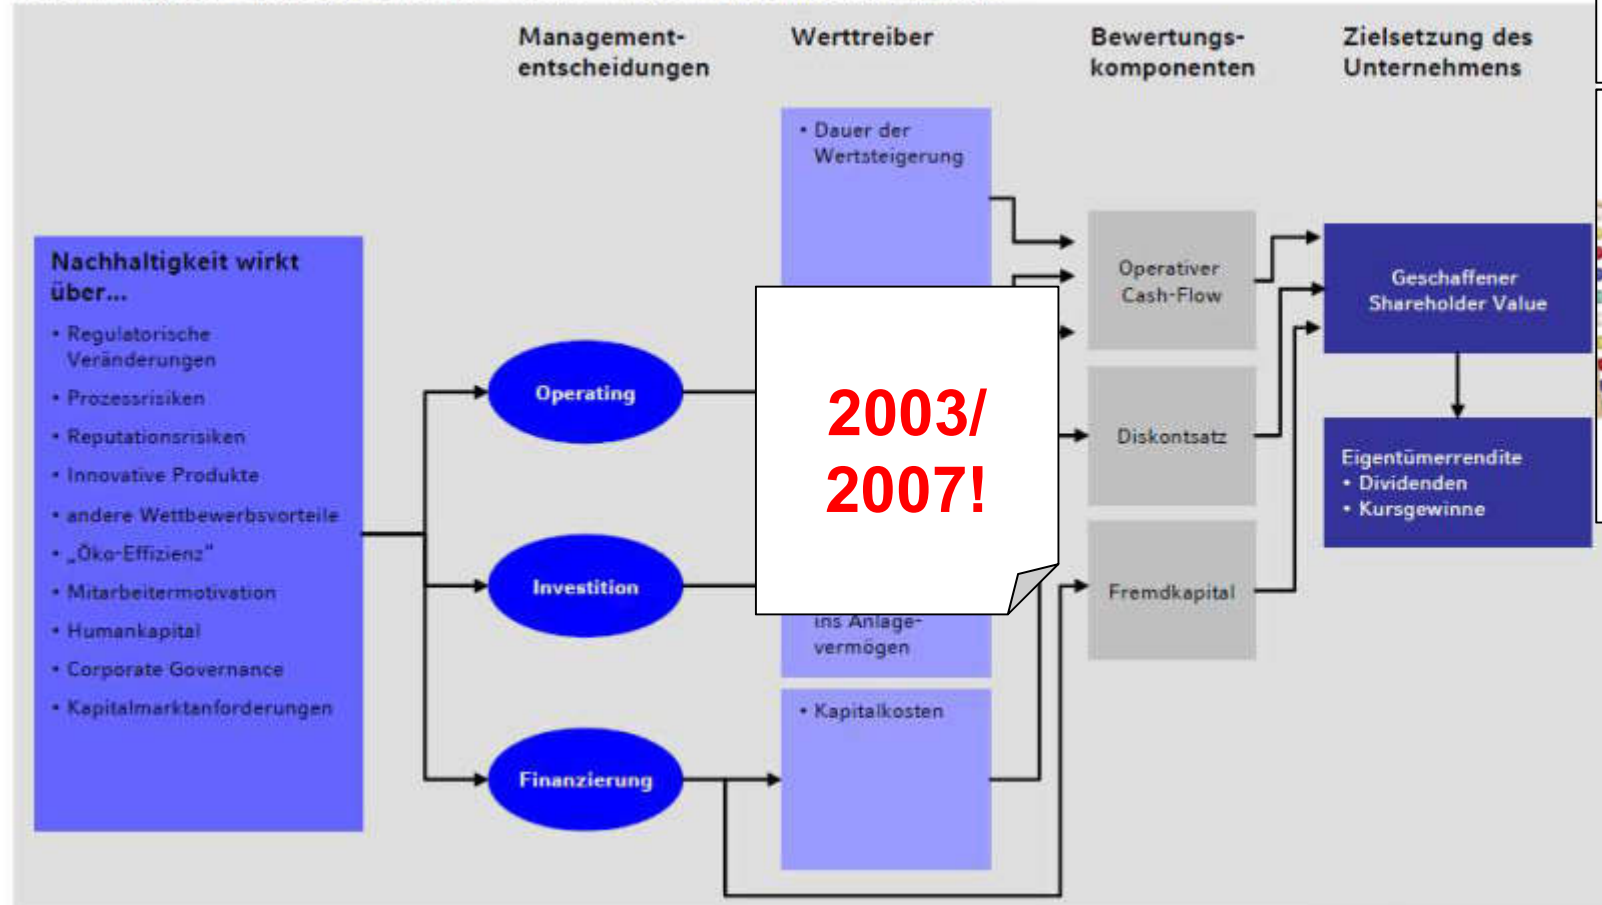 Management-
entscheidungen
Werttreiber
Bewertungs-
komponenten
Zielsetzung des
Unternehmens
Nachhaltigkeit wirkt
über...
• Regulatorische
Veränderungen
• Prozessrisiken
• Reputationsrisiken
• Innovative Produkte
• andere Wettbewerbsvorteile
• „Öko-Effizienz"
• Mitarbeitermotivation
• Humankapital
• Corporate Governance
• Kapitalmarktanforderungen
Operating
Investition
Finanzierung
• Dauer der
Wertsteigerung
2003/
2007!
ins Anlage-
vermögen
• Kapitalkosten
Operativer
Cash-Flow
Diskontsatz
Fremdkapital
Geschaffener
Shareholder Value
Eigentümerrendite
• Dividenden
• Kursgewinne